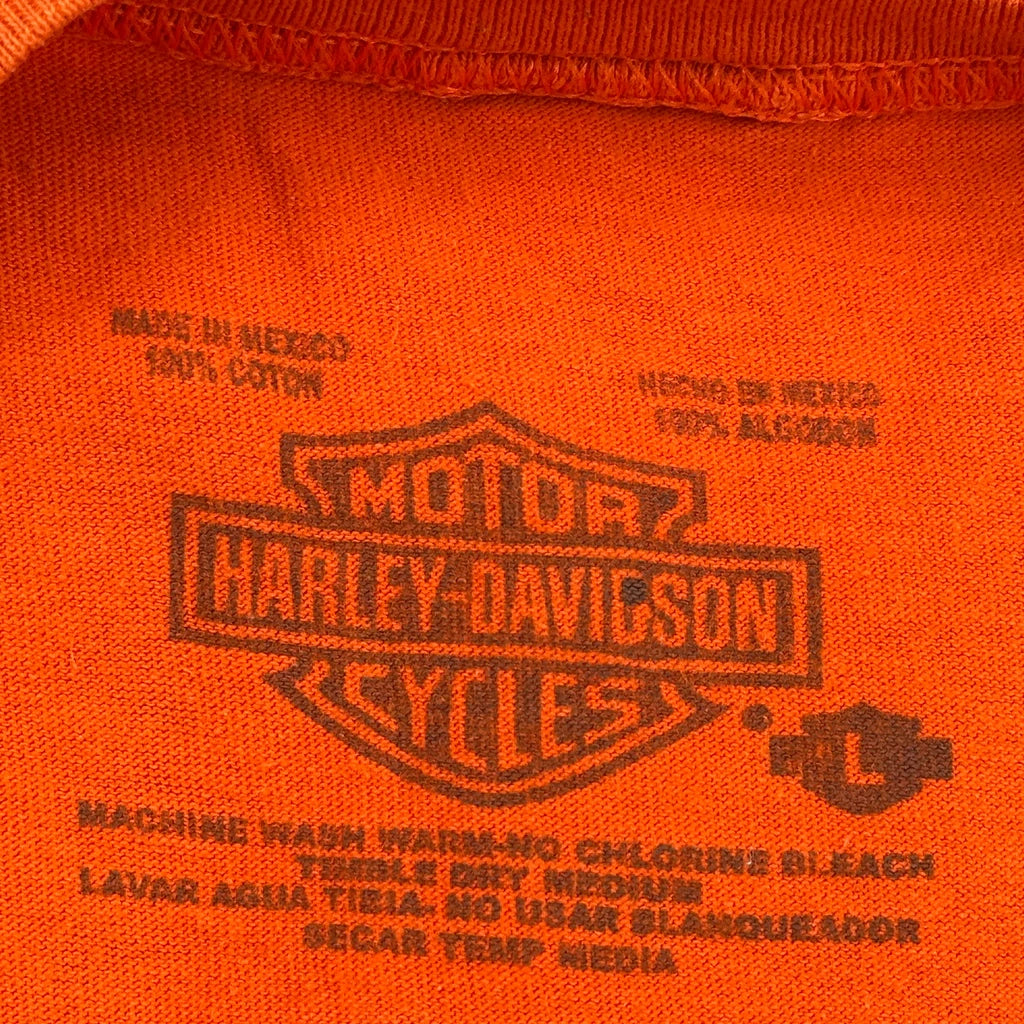 MADE IN MEXICO
100% COTON
HECHO EN MEXICO
100% ALGODON
MOTOR
HARLEY-DAVIDSON
CYCLES
®
L
MACHINE WASH WARM-NO CHLORINE BLEACH
TUMBLE DRY MEDIUM
LAVAR AGUA TIBIA- NO USAR BLANQUEADOR
SECAR TEMP MEDIA